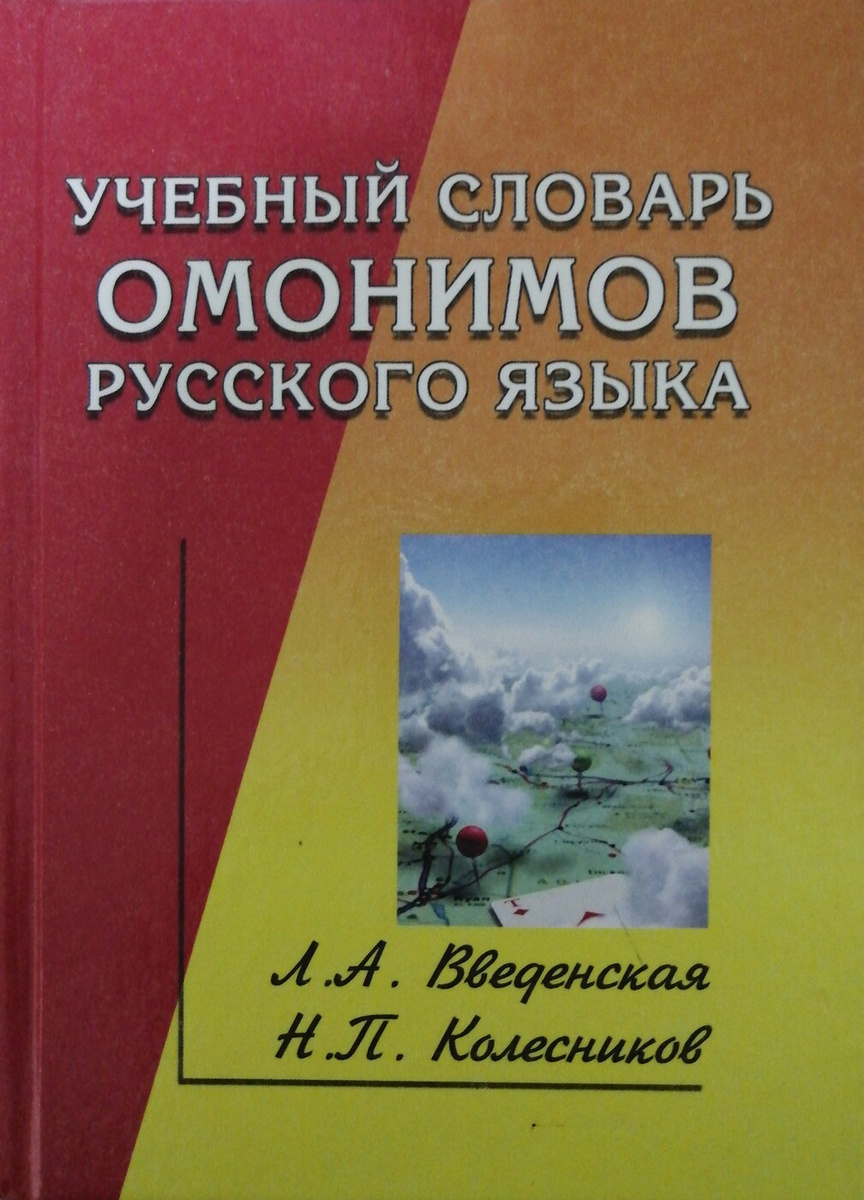 УЧЕБНЫЙ СЛОВАРЬ
ОМОНИМОВ
РУССКОГО ЯЗЫКА
Л.А. Введенская
Н.П. Колесников